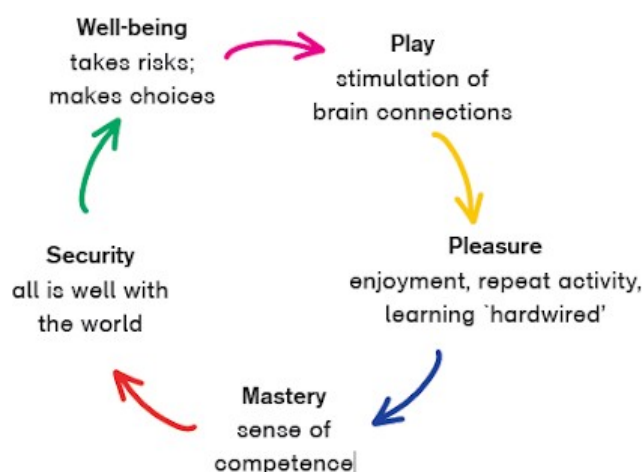 Well-being
takes risks;
makes choices
Play
stimulation of
brain connections
Pleasure
enjoyment, repeat activity,
learning ‵hardwired’
Mastery
sense of
competence
Security
all is well with
the world